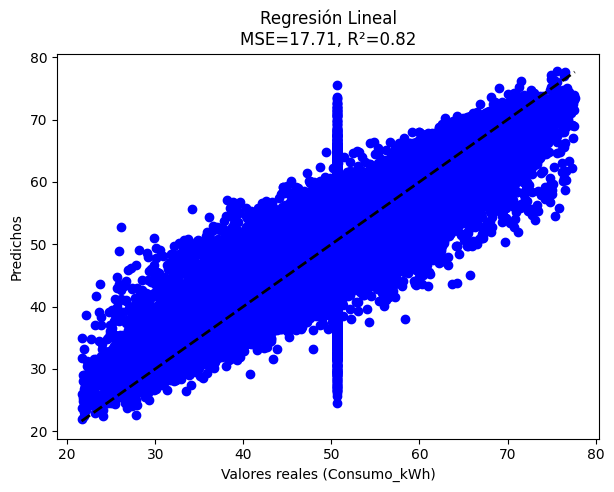 Regresión Lineal
MSE=17.71, R²=0.82
80
70
60
50
40
30
20
Predichos
20 30 40 50 60 70 80
Valores reales (Consumo_kWh)